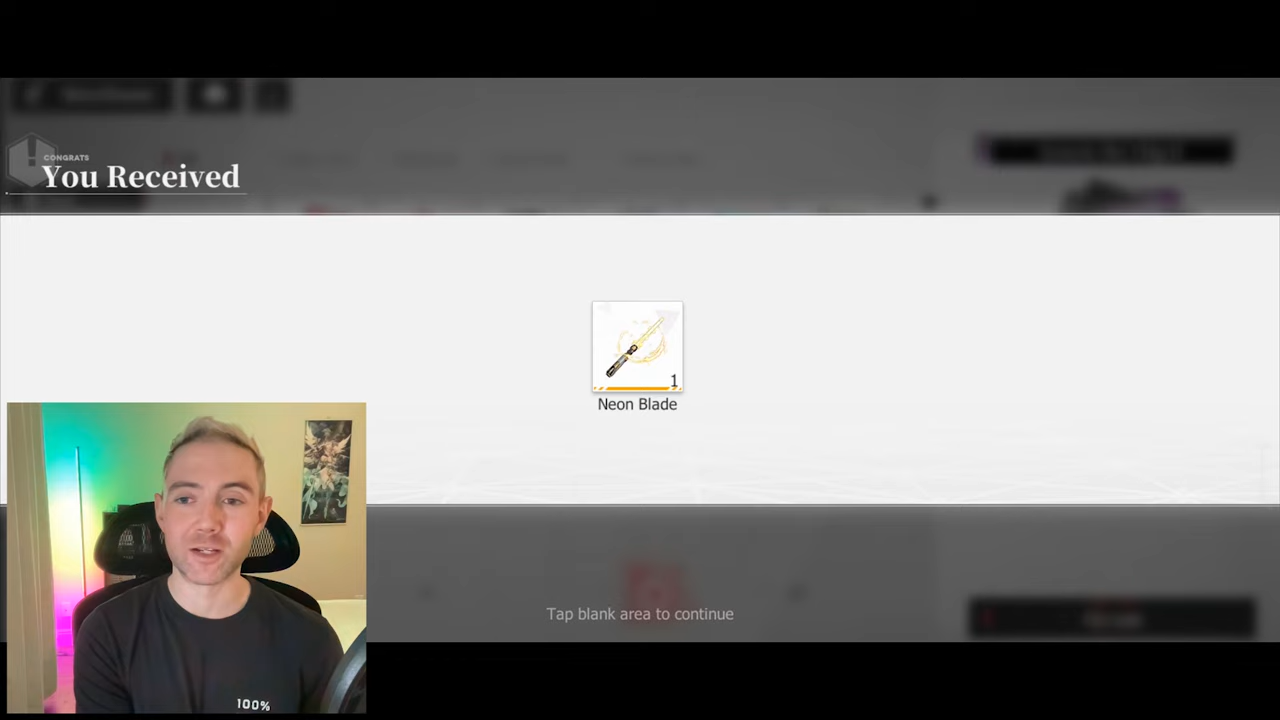 CONGRATS
You Received
1
Neon Blade
Tap blank area to continue
100%